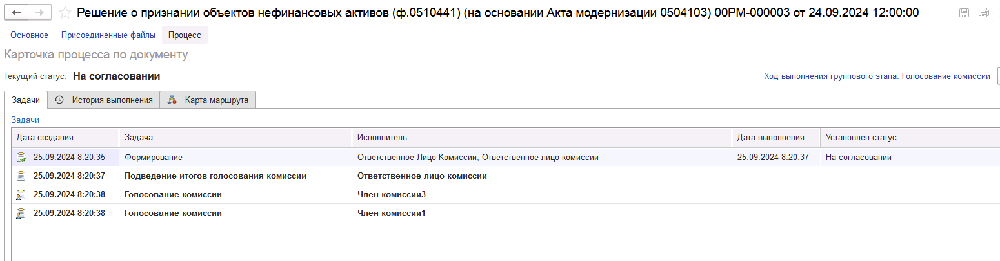 Решение о признании объектов нефинансовых активов (ф.0510441) (на основании Акта модернизации 0504103) 00РМ-000003 от 24.09.2024 12:00:00
Основное Присоединенные файлы Процесс
Карточка процесса по документу
Текущий статус: На согласовании Ход выполнения группового этапа: Голосование комиссии
Задачи История выполнения Карта маршрута
Задачи
Дата создания Задача Исполнитель Дата выполнения Установлен статус
25.09.2024 8:20:35 Формирование Ответственное Лицо Комиссии, Ответственное лицо комиссии 25.09.2024 8:20:37 На согласовании
25.09.2024 8:20:37 Подведение итогов голосования комиссии Ответственное лицо комиссии
25.09.2024 8:20:38 Голосование комиссии Член комиссии3
25.09.2024 8:20:38 Голосование комиссии Член комиссии1